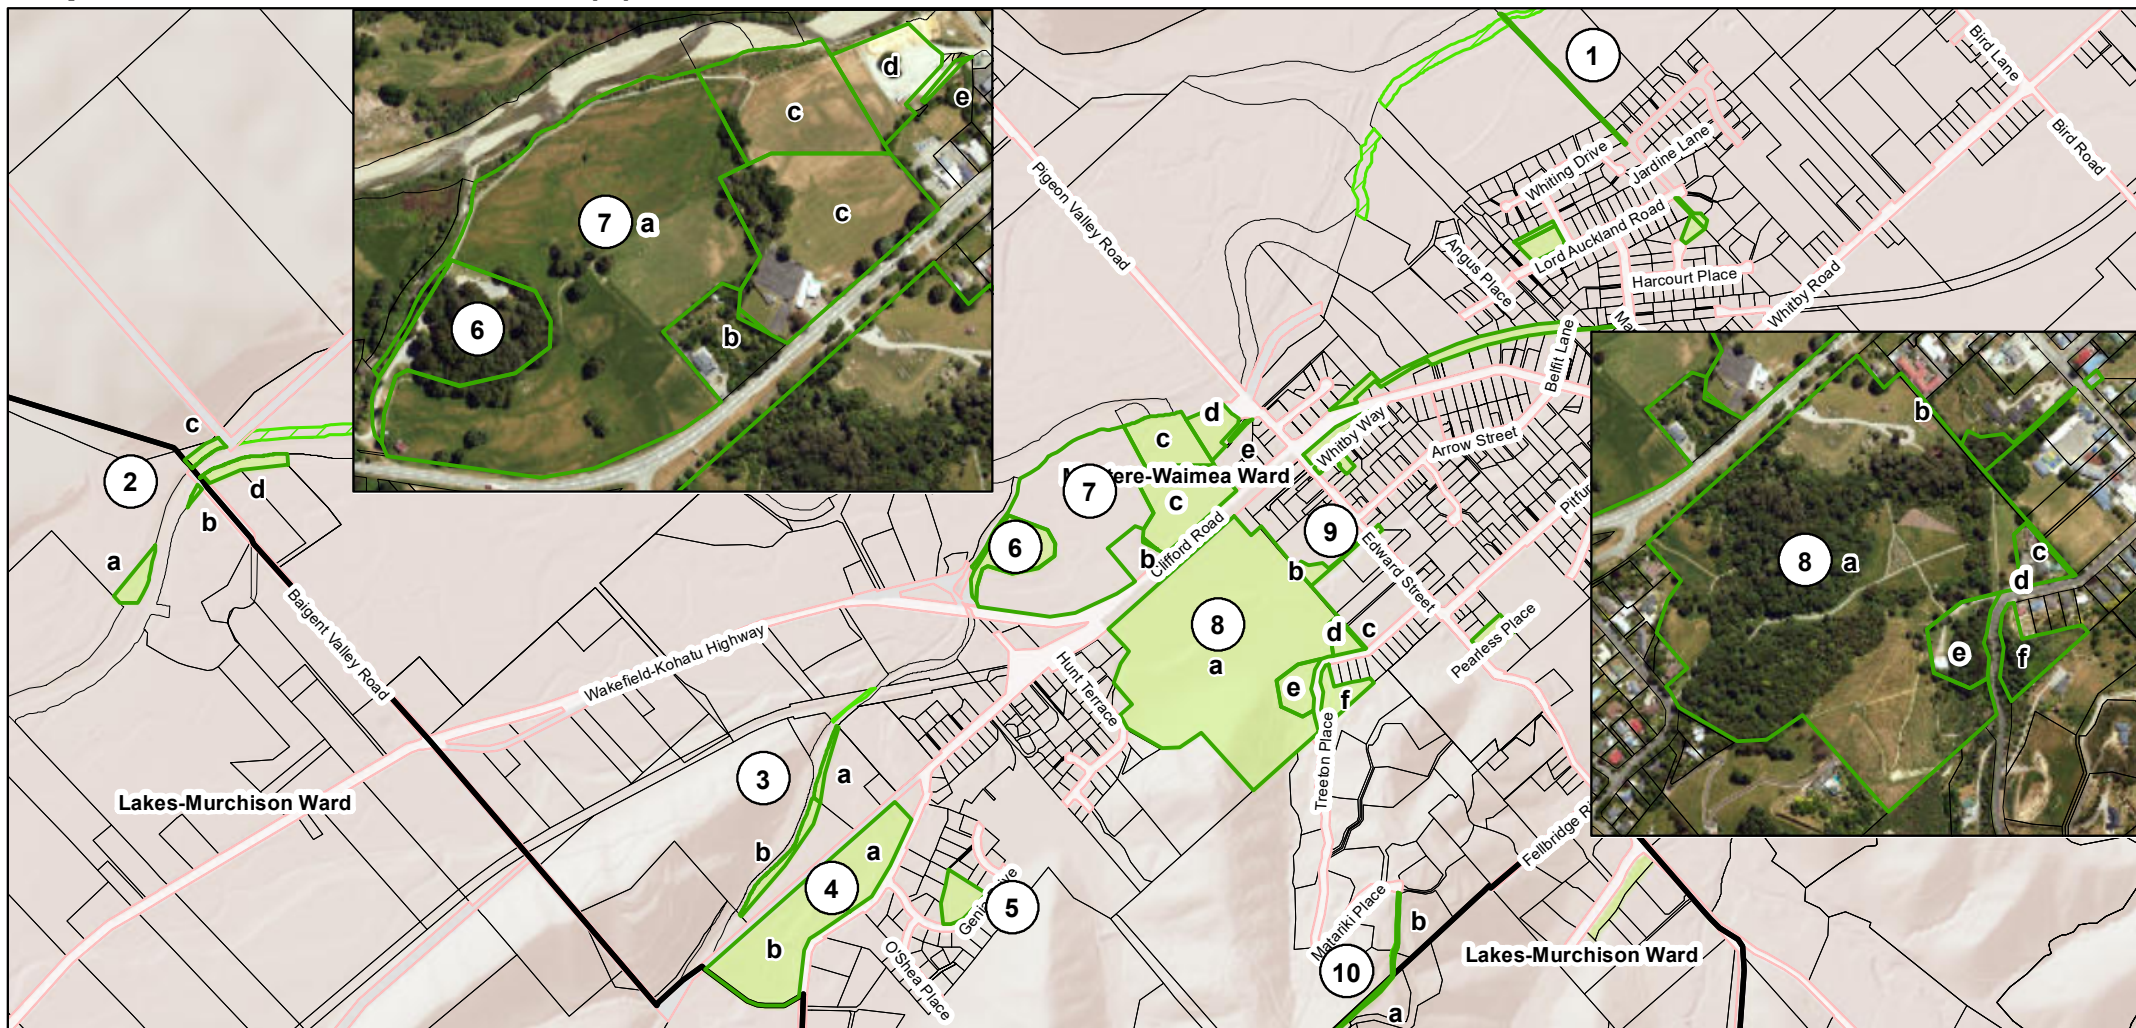 1
Bird Lane
Bird Road
d
e
c
c
7
a
6
b
Pigeon Valley Road
Whiting Drive
Jardine Lane
Lord Auckland Road
Angus Place
Harcourt Place
Whitby Road
Belfit Lane
Whitby Way
Arrow Street
c
2
d
b
a
Baigent Valley Road
d
c
e
7
Ward
c
6
b
Clifford Road
9
b
Edward Street
8
a
d
c
e
f
Pearless Place
Treeton Place
Wakefield-Kohatu Highway
Hunt Terrace
b
8
a
c
d
e
f
3
a
b
Lakes-Murchison Ward
4
a
b
5
O'Shea Place
Matariki Place
b
10
a
Lakes-Murchison Ward